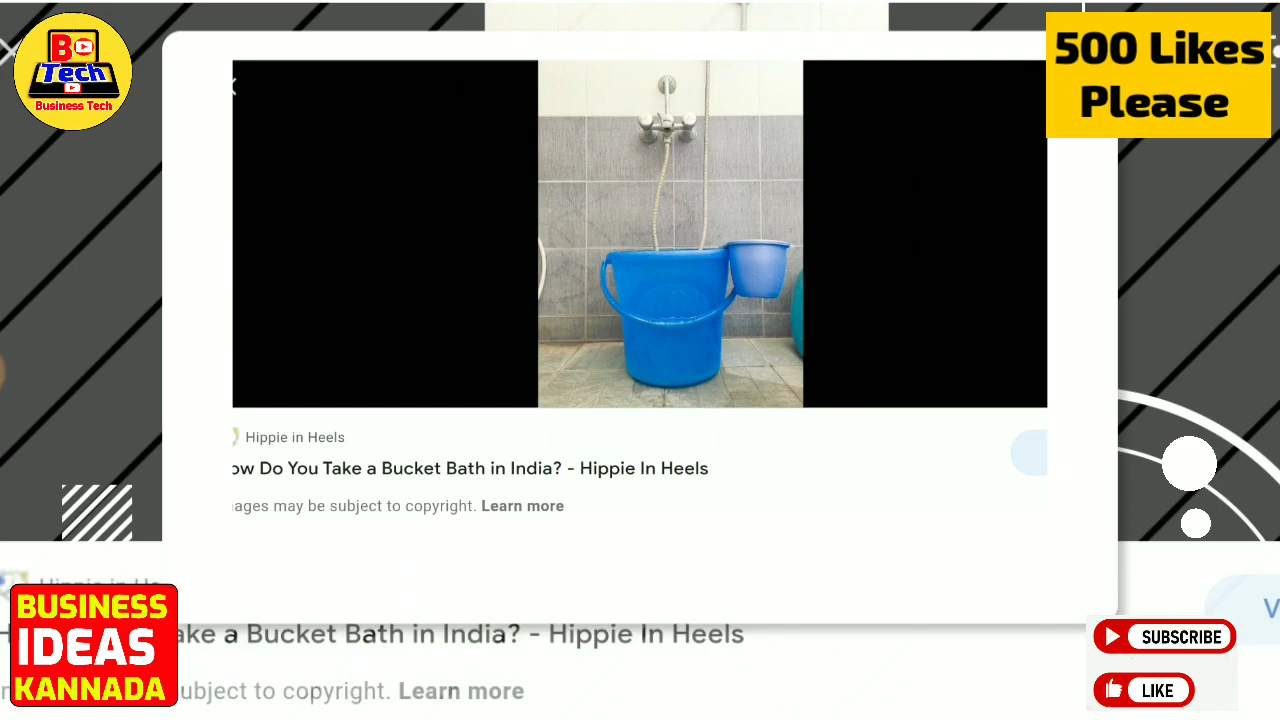 B Tech
Business Tech
500 Likes
Please
Hippie in Heels
ow Do You Take a Bucket Bath in India? - Hippie In Heels
ages may be subject to copyright. Learn more
ake a Bucket Bath in India? - Hippie In Heels
ubject to copyright. Learn more
BUSINESS
IDEAS
KANNADA
V
SUBSCRIBE
LIKE